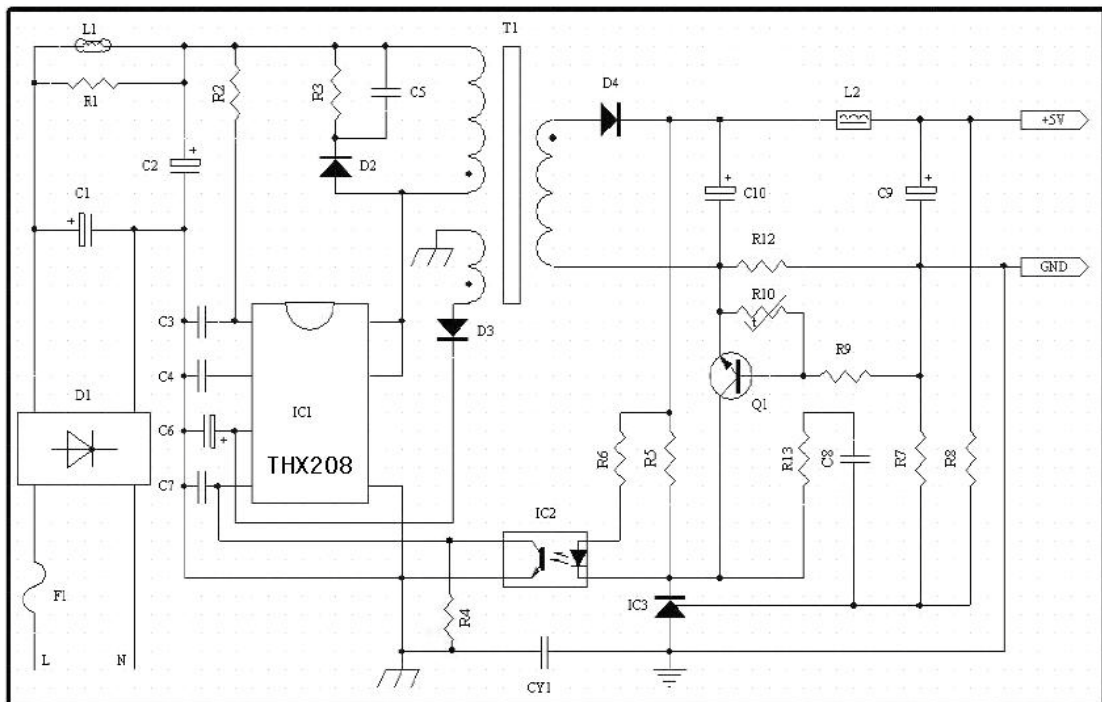 L1
T1
R1
R2
R3
C5
D4
L2
+5V
C2
+
D2
C1
+
+
C10
+
C9
R12
GND
R10
t
C3
D3
R9
C4
Q1
D1
IC1
C6
+
THX208
R6
R5
R13
C8
R7
R8
C7
IC2
F1
IC3
R4
L
N
CY1